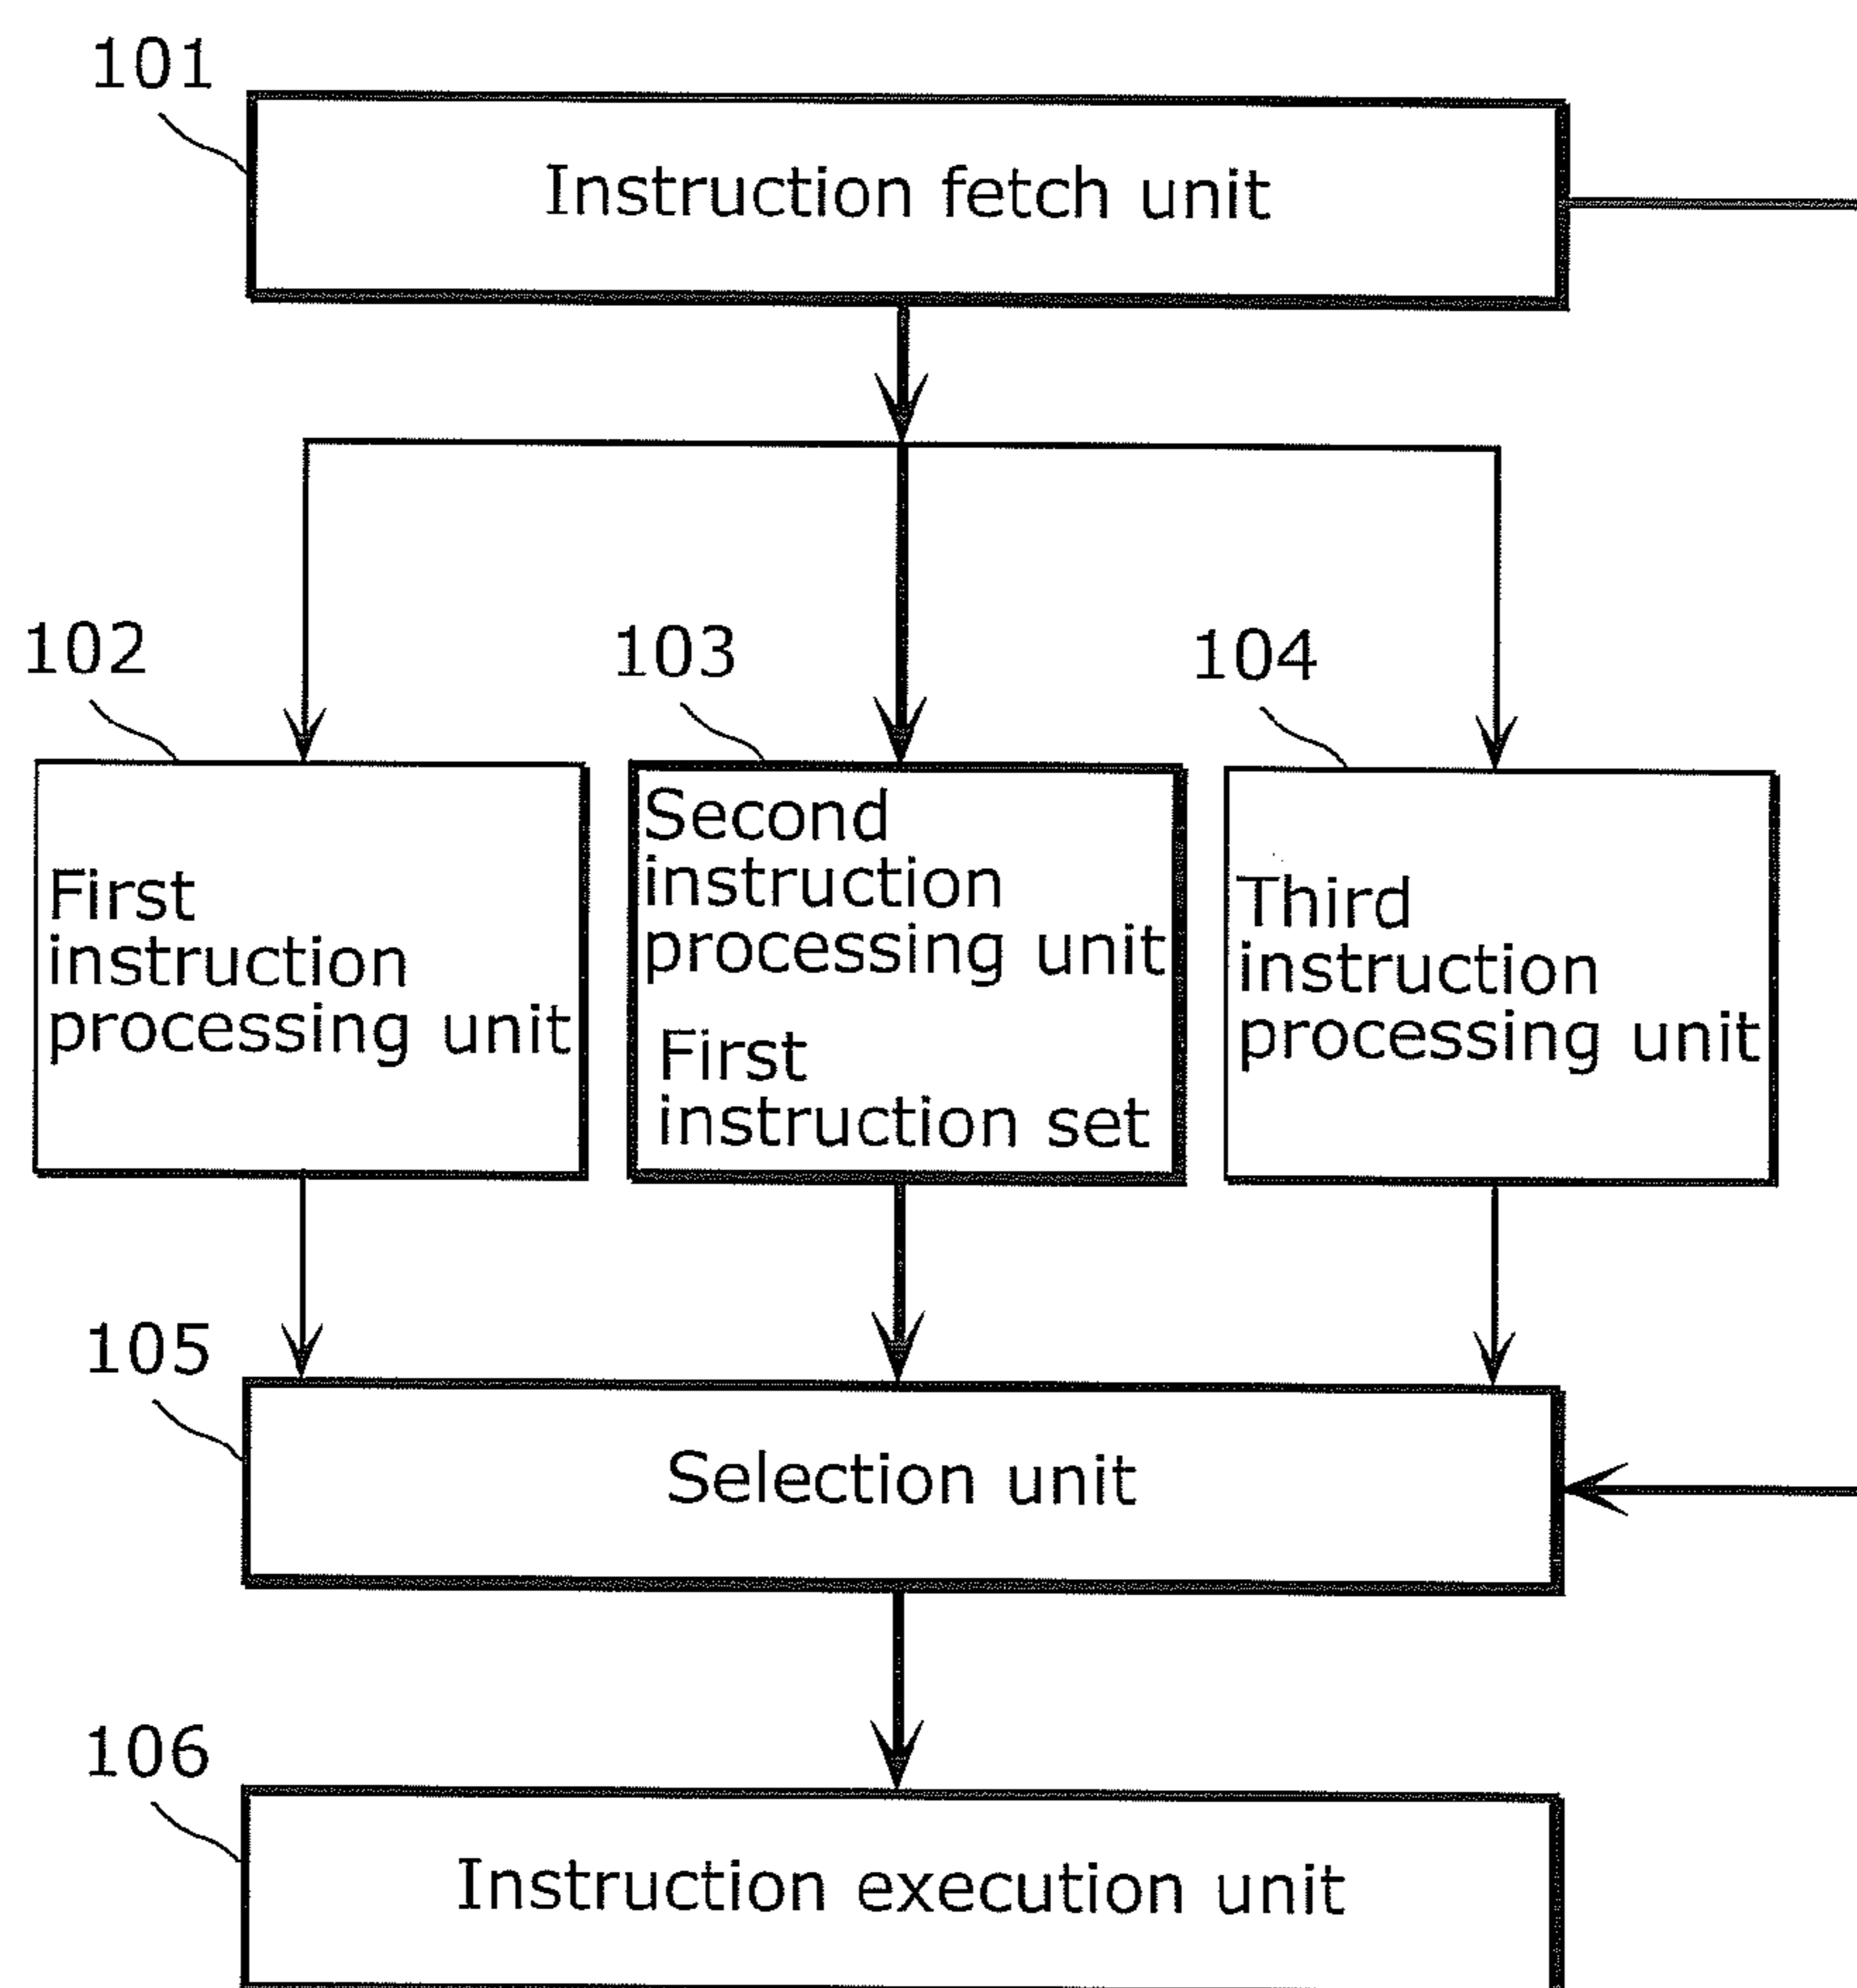 101
Instruction fetch unit
102
103
104
First
instruction
processing unit
Second
instruction
processing unit
First
instruction set
Third
instruction
processing unit
105
Selection unit
106
Instruction execution unit